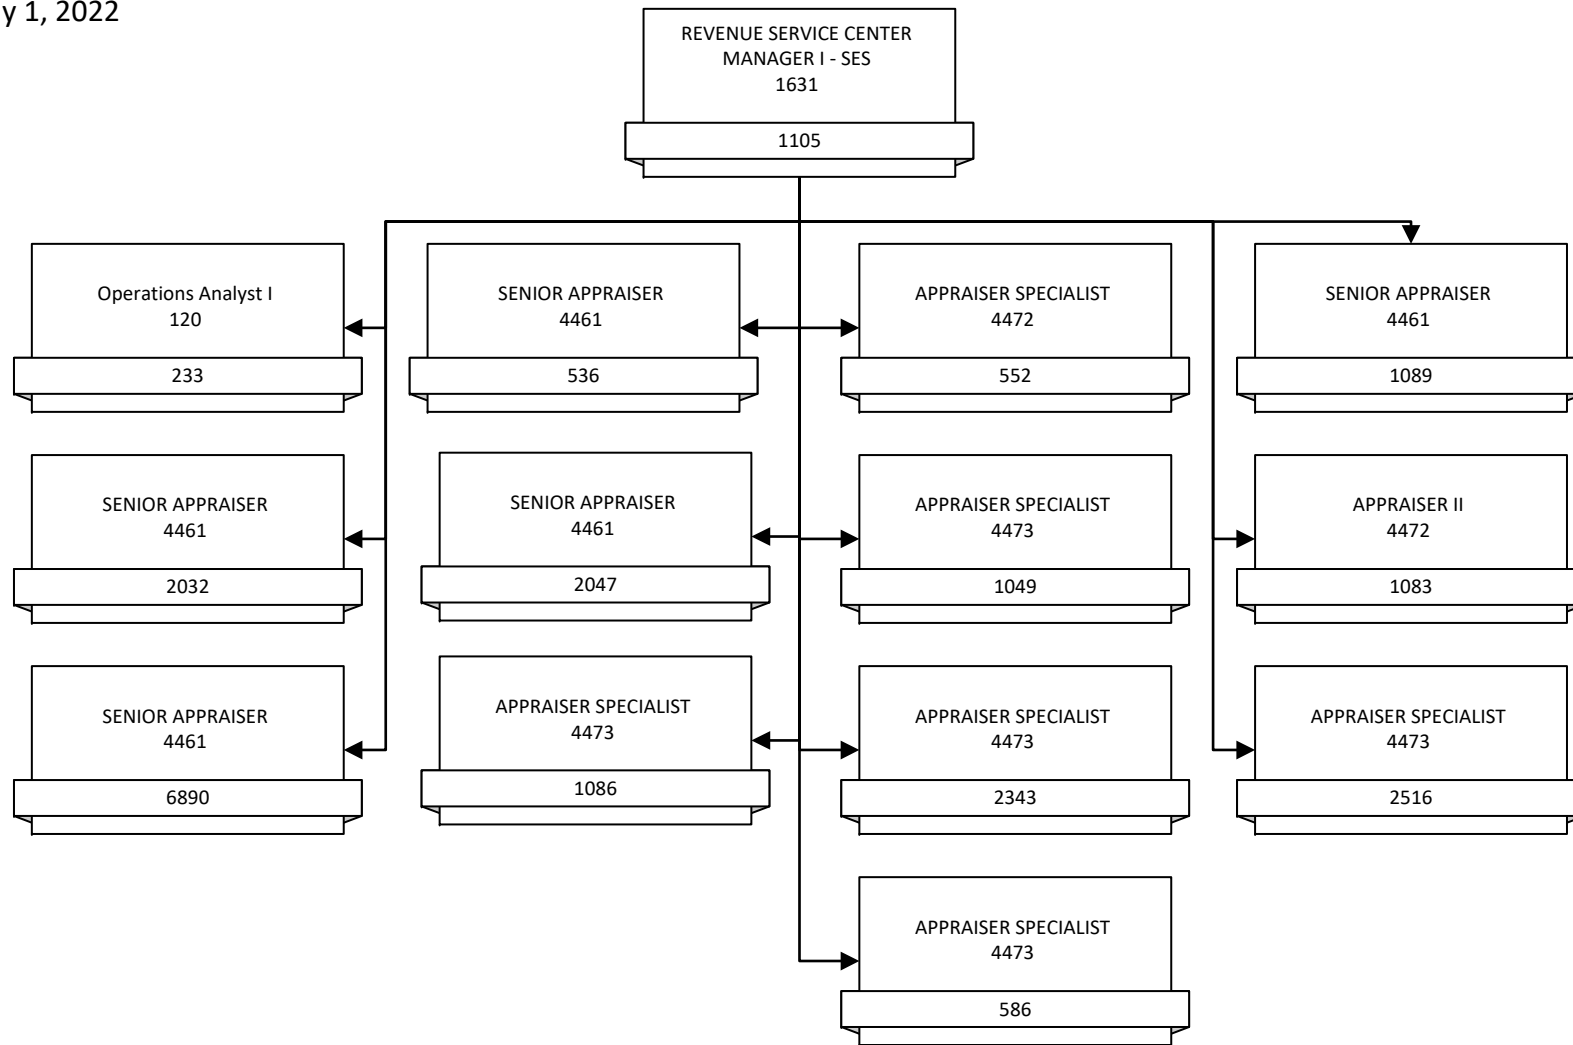 y 1, 2022
REVENUE SERVICE CENTER
MANAGER I - SES
1631
1105
Operations Analyst I
120
233
SENIOR APPRAISER
4461
536
APPRAISER SPECIALIST
4472
552
SENIOR APPRAISER
4461
1089
SENIOR APPRAISER
4461
2032
SENIOR APPRAISER
4461
2047
APPRAISER SPECIALIST
4473
1049
APPRAISER II
4472
1083
SENIOR APPRAISER
4461
6890
APPRAISER SPECIALIST
4473
1086
APPRAISER SPECIALIST
4473
2343
APPRAISER SPECIALIST
4473
2516
APPRAISER SPECIALIST
4473
586